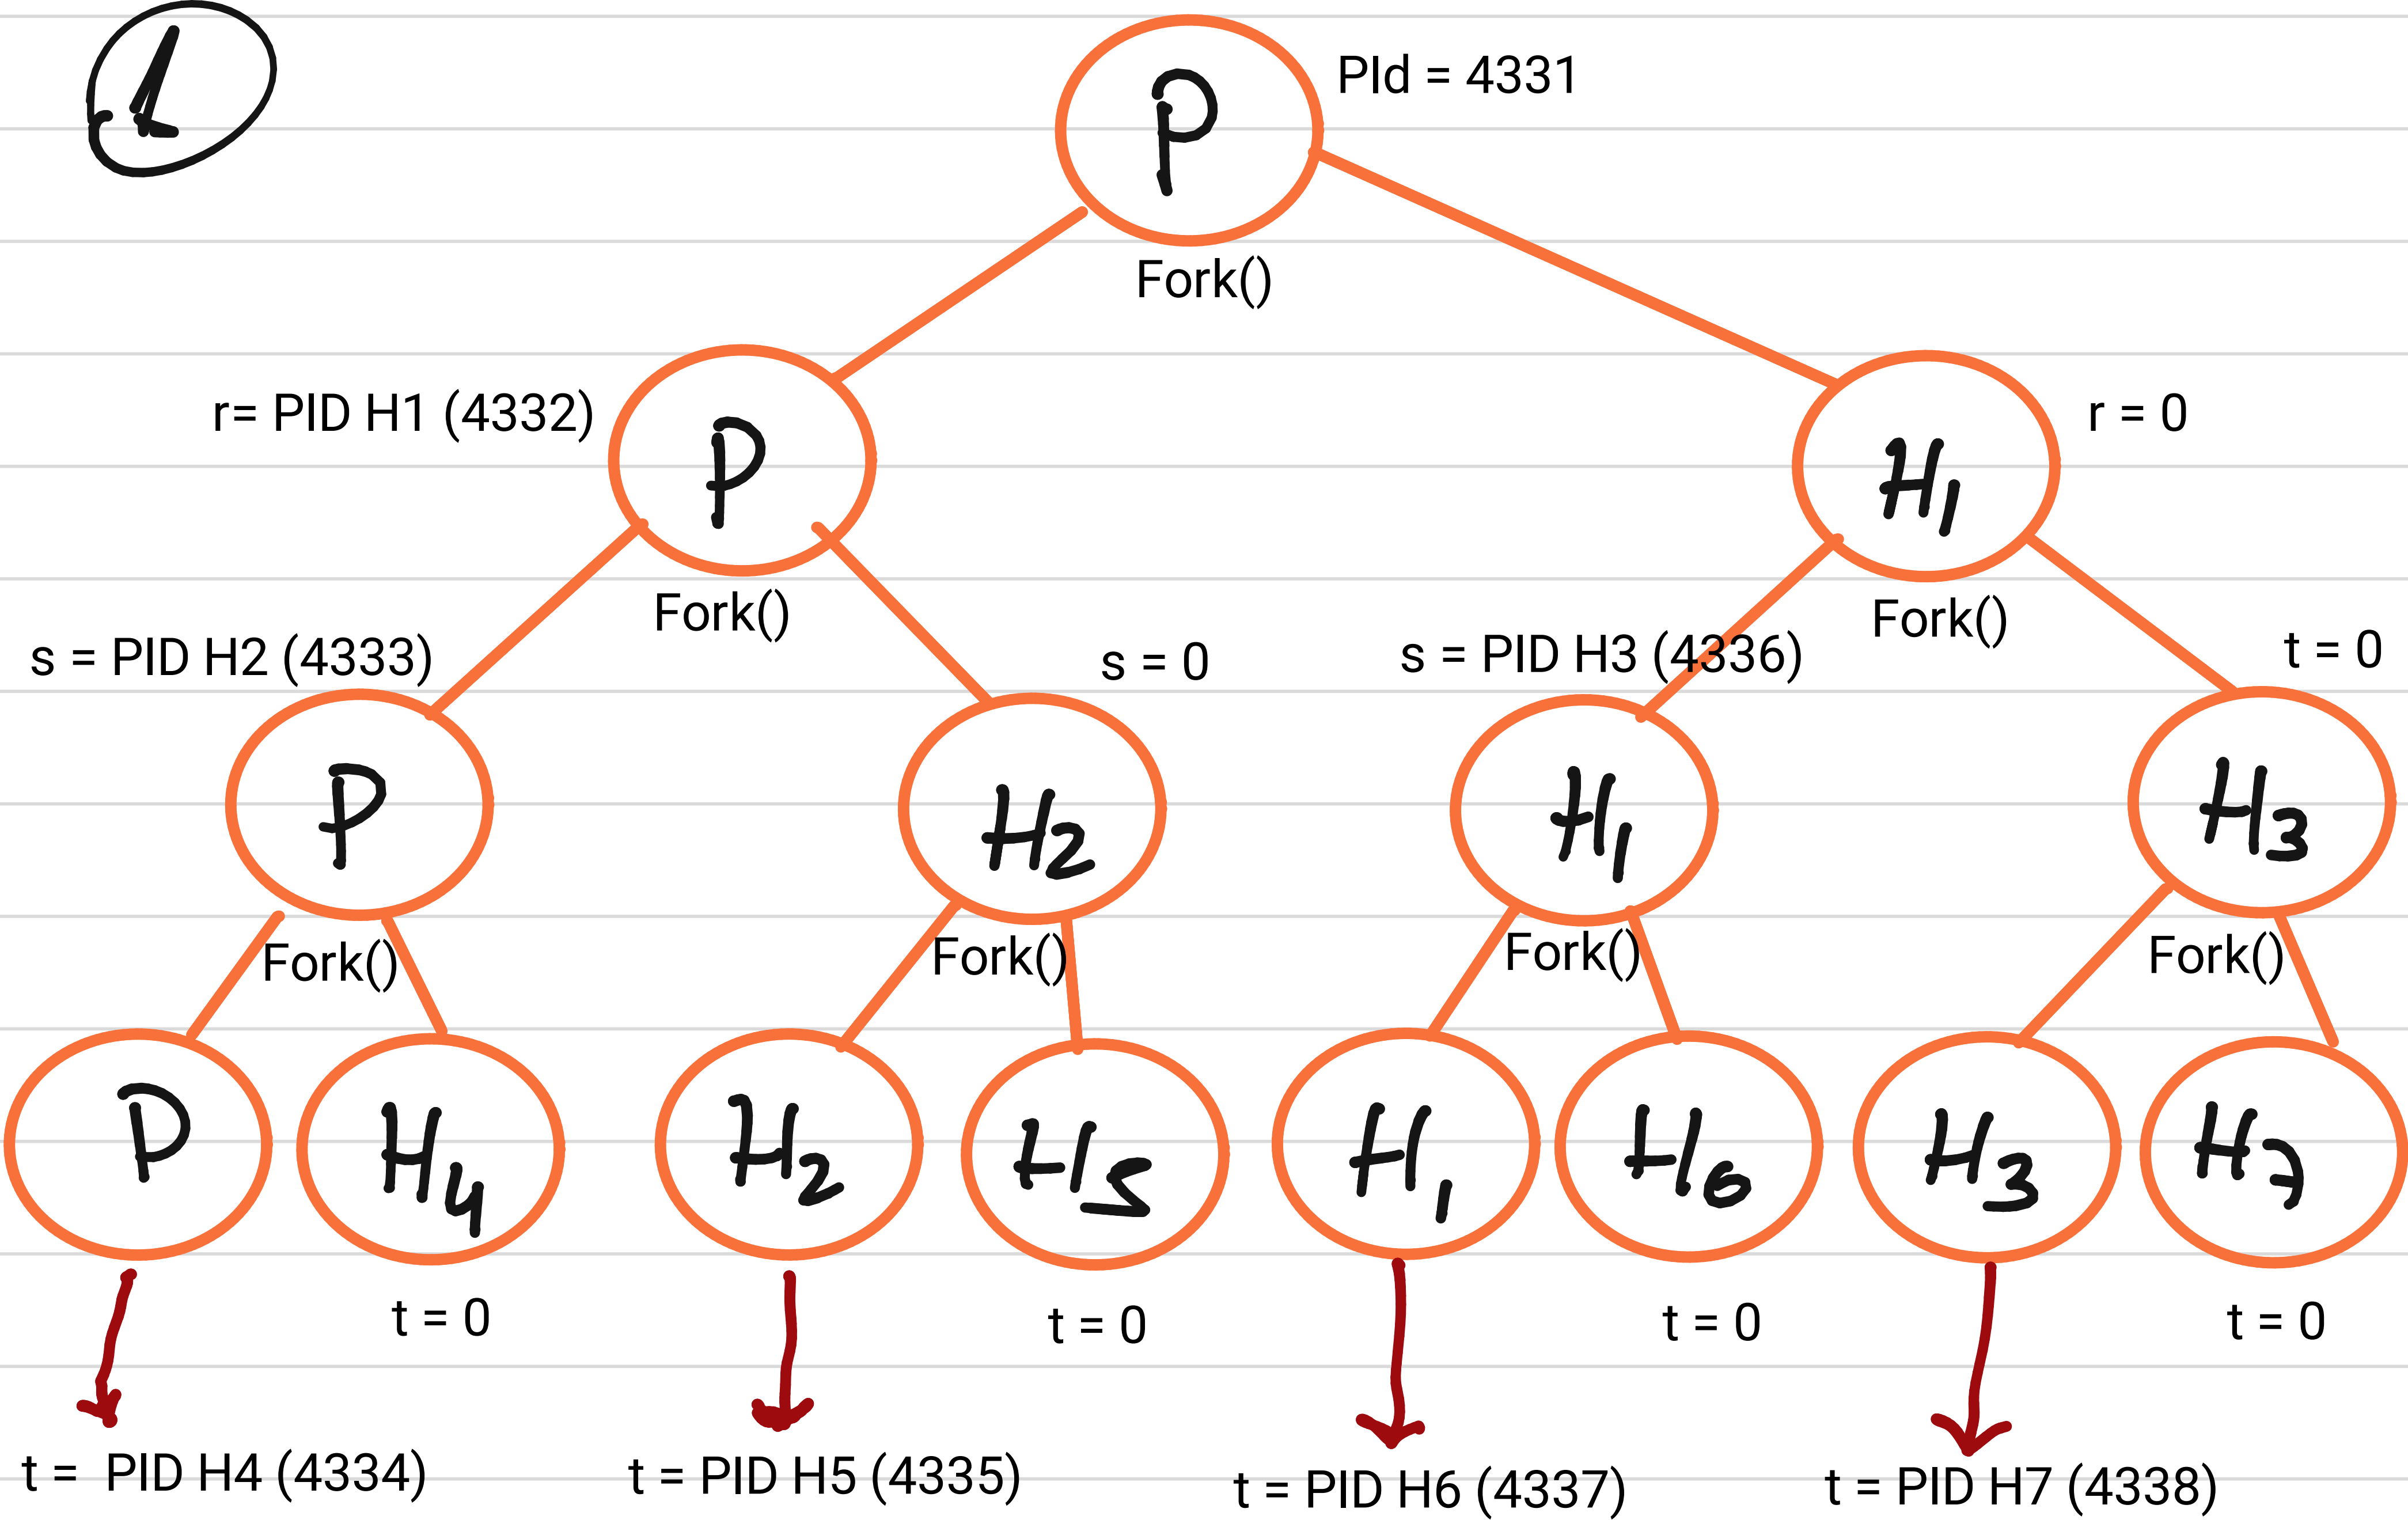 1
P
PId = 4331
Fork()
r= PID H1 (4332)
P
H1
r = 0
Fork()
Fork()
s = PID H2 (4333)
s = 0
s = PID H3 (4336)
t = 0
P
H2
H1
H3
Fork()
Fork()
Fork()
Fork()
P
H4
H2
H5
H1
H6
H3
H7
t = 0
t = 0
t = 0
t = 0
t = PID H4 (4334)
t = PID H5 (4335)
t = PID H6 (4337)
t = PID H7 (4338)